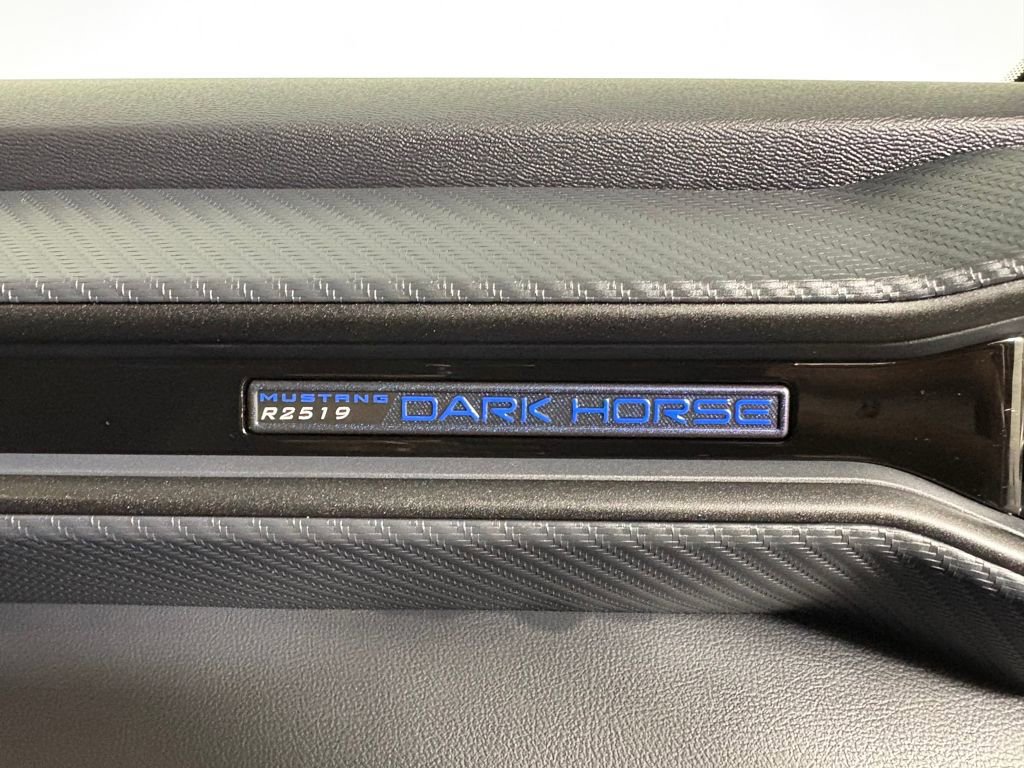 MUSTANG
R2519
DARK HORSE